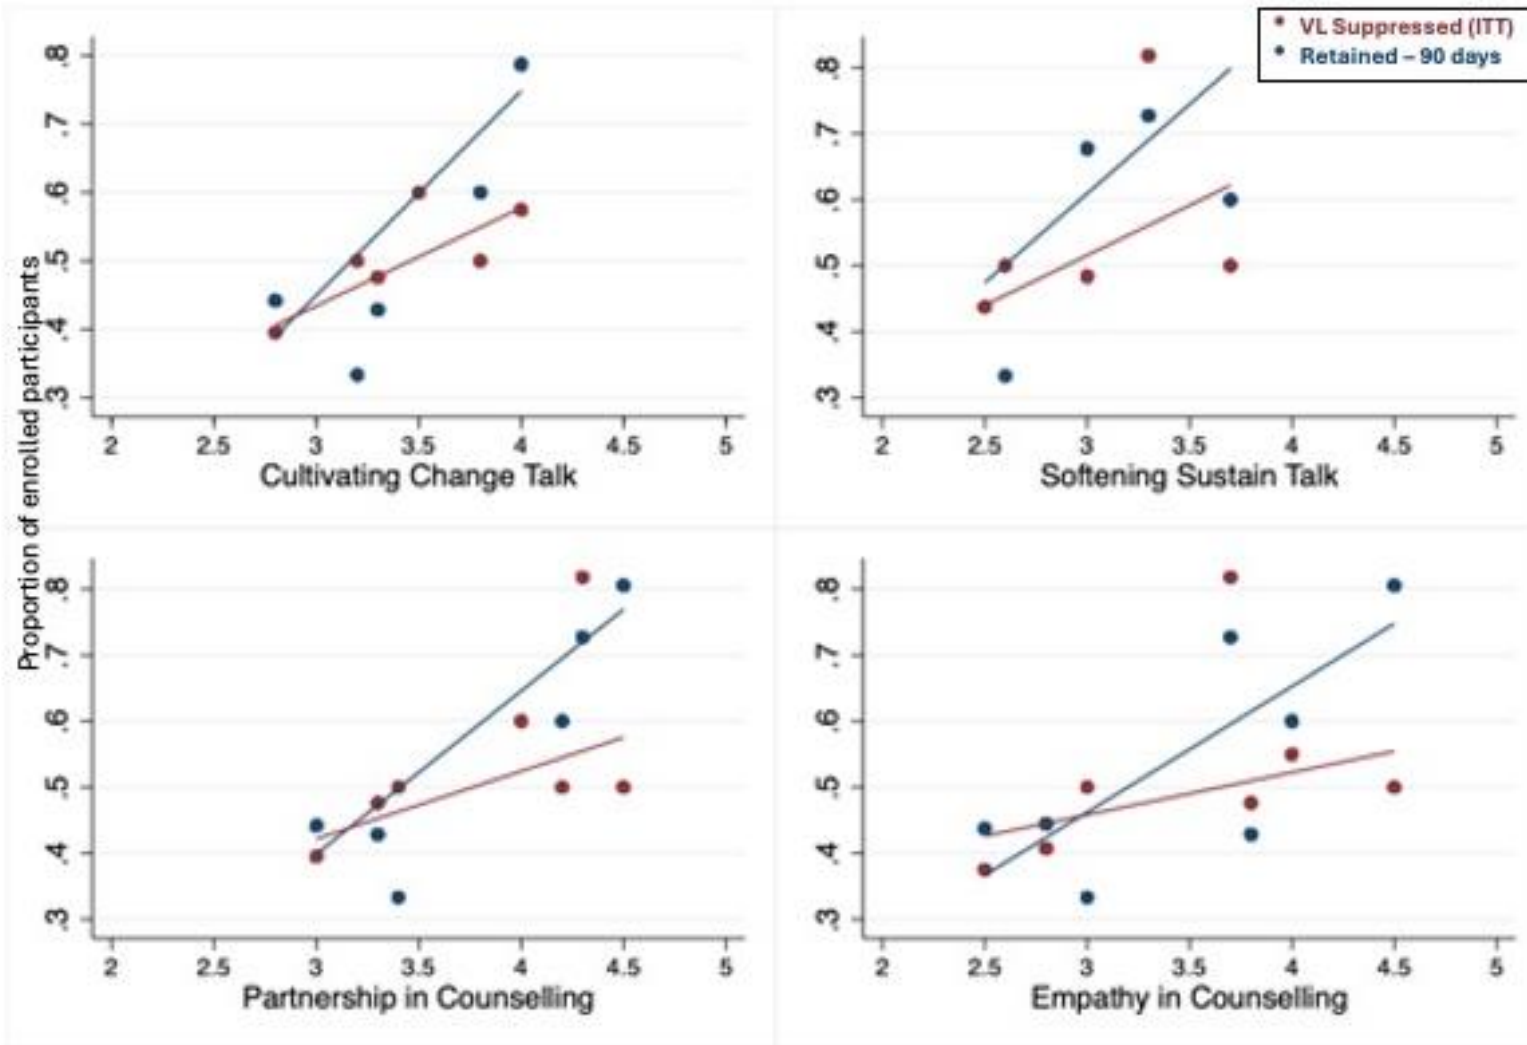 VL Suppressed (ITT)
Retained – 90 days
Proportion of enrolled participants
.8
.7
.6
.5
.4
.3
2 2.5 3 3.5 4 4.5 5
Cultivating Change Talk
.8
.7
.6
.5
.4
.3
2 2.5 3 3.5 4 4.5 5
Softening Sustain Talk
.8
.7
.6
.5
.4
.3
2 2.5 3 3.5 4 4.5 5
Partnership in Counselling
.8
.7
.6
.5
.4
.3
2 2.5 3 3.5 4 4.5 5
Empathy in Counselling